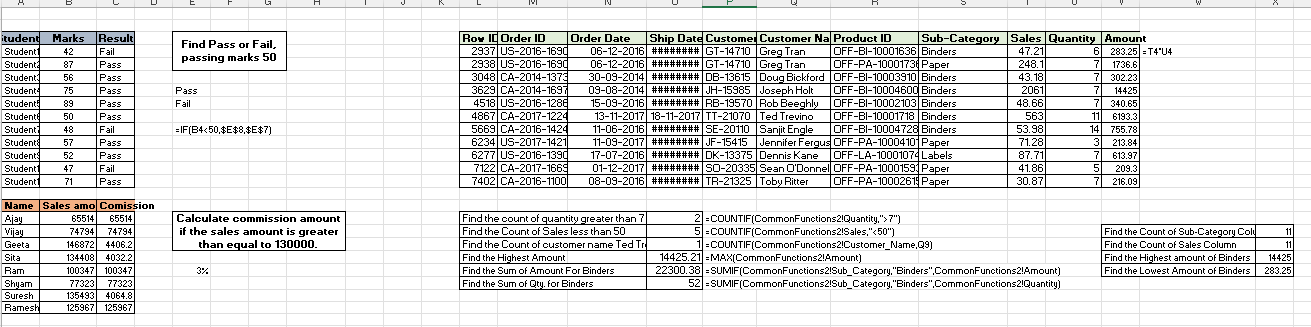 A B C D E F G H I J K L M N O P Q R S T U V W X
Student Marks Result
Student1 42 Fail
Student2 87 Pass
Student3 56 Pass
Student4 75 Pass
Student5 89 Pass
Student6 50 Pass
Student7 48 Fail
Student8 57 Pass
Student9 52 Pass
Student1 47 Fail
Student1 71 Pass
Find Pass or Fail,
passing marks 50
Pass
Fail
=IF(B4<50,$E$8,$E$7)
Row ID Order ID Order Date Ship Date Customer Customer Na Product ID Sub-Category Sales Quantity Amount
2937 US-2016-1690 06-12-2016 ######## GT-14710 Greg Tran OFF-BI-10001636 Binders 47.21 6 283.25 =T4*U4
2938 US-2016-1690 06-12-2016 ######## GT-14710 Greg Tran OFF-PA-1000173 Paper 248.1 7 1736.6
3048 CA-2014-1373 30-09-2014 ######## DB-13615 Doug Bickford OFF-BI-10003910 Binders 43.18 7 302.23
3629 CA-2014-1697 09-08-2014 ######## JH-15985 Joseph Holt OFF-BI-10004600 Binders 2061 7 14425
4518 US-2016-1286 15-09-2016 ######## RB-19570 Rob Beeghly OFF-BI-10002103 Binders 48.66 7 340.65
4867 CA-2017-1224 13-11-2017 18-11-2017 TT-21070 Ted Trevino OFF-BI-10001718 Binders 563 11 6193.3
5669 CA-2014-1424 11-06-2019 ######## SE-20110 Sanjit Engle OFF-BI-10004728 Binders 53.98 14 755.78
6234 US-2017-1421 11-09-2017 ######## JF-15415 Jennifer Fergus OFF-PA-1000410 Paper 71.28 3 213.84
6277 US-2016-1390 17-07-2016 ######## DK-13375 Dennis Kane OFF-LA-1000107 Labels 87.71 7 613.97
7122 CA-2017-1669 01-12-2017 ######## SO-20335 Sean O'Donnel OFF-PA-1000159 Paper 41.86 5 209.3
7402 CA-2016-1100 08-09-2016 ######## TR-21325 Toby Ritter OFF-PA-1000261 Paper 30.87 7 216.09
Name Sales amo Comission
Ajay 65514 65514
Vijay 74794 74794
Geeta 146872 4406.2
Sita 134408 4032.2
Ram 100347 100347
Shyam 77323 77323
Suresh 135493 4064.8
Ramesh 125967 125967
Calculate commission amount
if the sales amount is greater
than equal to 130000.
3%
Find the count of quantity greater than 7 2 =COUNTIF(CommonFunctions2!Quantity,">7")
Find the Count of Sales less than 50 5 =COUNTIF(CommonFunctions2!Sales,"<50")
Find the Count of customer name Ted Tr 1 =COUNTIF(CommonFunctions2!Customer_Name,Q9)
Find the Highest Amount 14425.21 =MAX(CommonFunctions2!Amount)
Find the Sum of Amount For Binders 22300.38 =SUMIF(CommonFunctions2!Sub_Category,"Binders",CommonFunctions2!Amount)
Find the Sum of Qty. for Binders 52 =SUMIF(CommonFunctions2!Sub_Category,"Binders",CommonFunctions2!Quantity)
Find the Count of Sub-Category Colu 11
Find the Count of Sales Column 11
Find the Highest amount of Binders 14425
Find the Lowest Amount of Binders 283.25